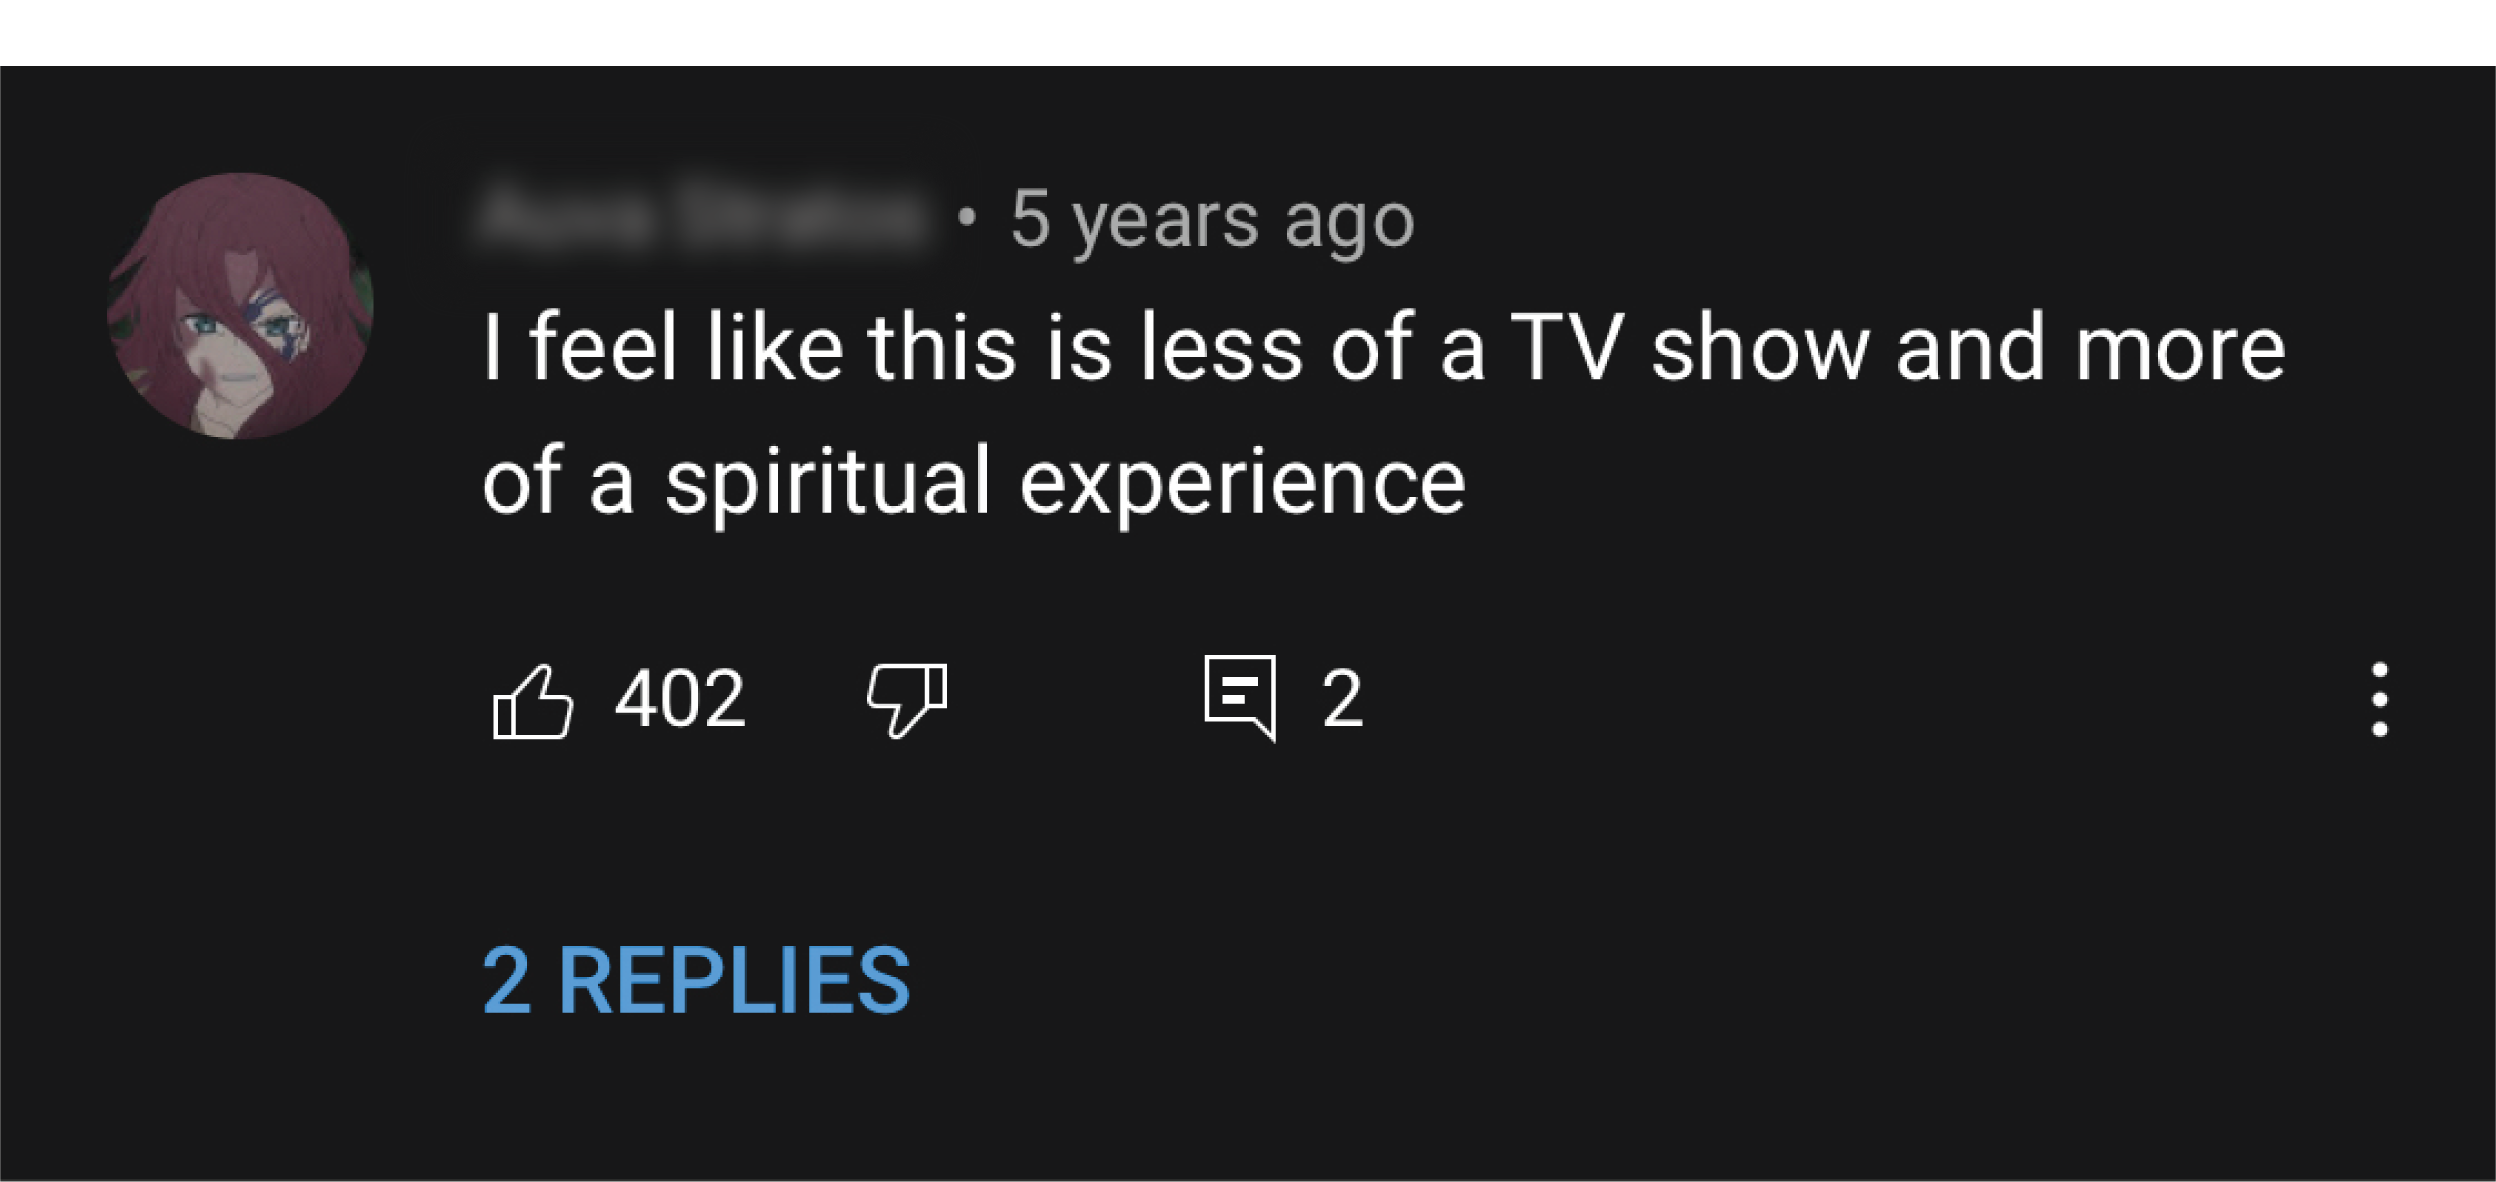 • 5 years ago
I feel like this is less of a TV show and more
of a spiritual experience
402 2
2 REPLIES